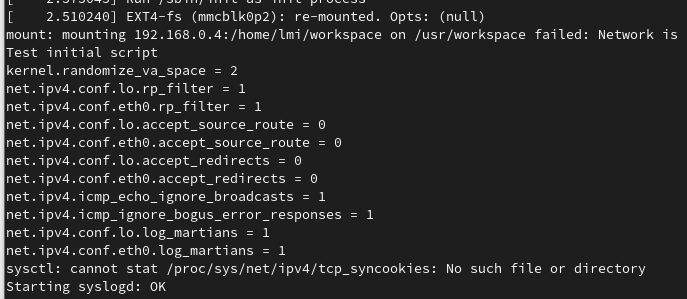 [    2.510240] EXT4-fs (mmcblk0p2): re-mounted. Opts: (null)
mount: mounting 192.168.0.4:/home/lmi/workspace on /usr/workspace failed: Network is
Test initial script
kernel.randomize_va_space = 2
net.ipv4.conf.lo.rp_filter = 1
net.ipv4.conf.eth0.rp_filter = 1
net.ipv4.conf.lo.accept_source_route = 0
net.ipv4.conf.eth0.accept_source_route = 0
net.ipv4.conf.lo.accept_redirects = 0
net.ipv4.conf.eth0.accept_redirects = 0
net.ipv4.icmp_echo_ignore_broadcasts = 1
net.ipv4.icmp_ignore_bogus_error_responses = 1
net.ipv4.conf.lo.log_martians = 1
net.ipv4.conf.eth0.log_martians = 1
sysctl: cannot stat /proc/sys/net/ipv4/tcp_syncookies: No such file or directory
Starting syslogd: OK